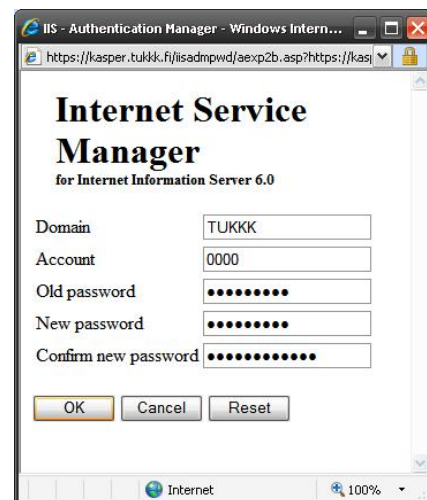 IIS - Authentication Manager - Windows Intern...
https://kasper.tukkk.fi/iisadmpwd/aexp2b.asp?https://kasp
Internet Service
Manager
for Internet Information Server 6.0
Domain TUKKK
Account 0000
Old password ●●●●●●●●●
New password ●●●●●●●●●
Confirm new password ●●●●●●●●●●●●
OK Cancel Reset
Internet 100%